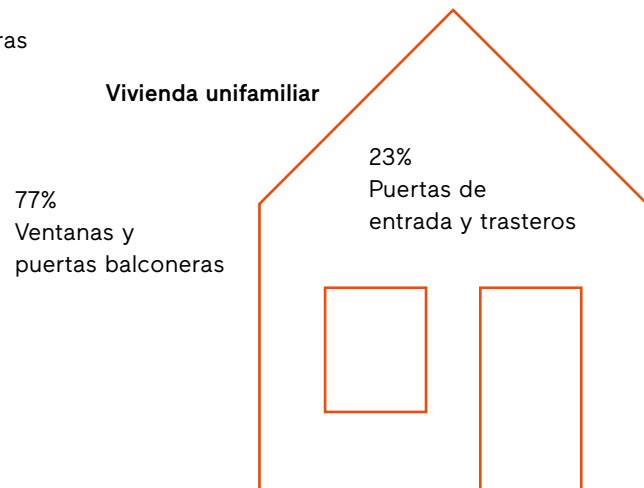 Vivienda unifamiliar
23%
Puertas de
entrada y trasteros
77%
Ventanas y
puertas balconeras